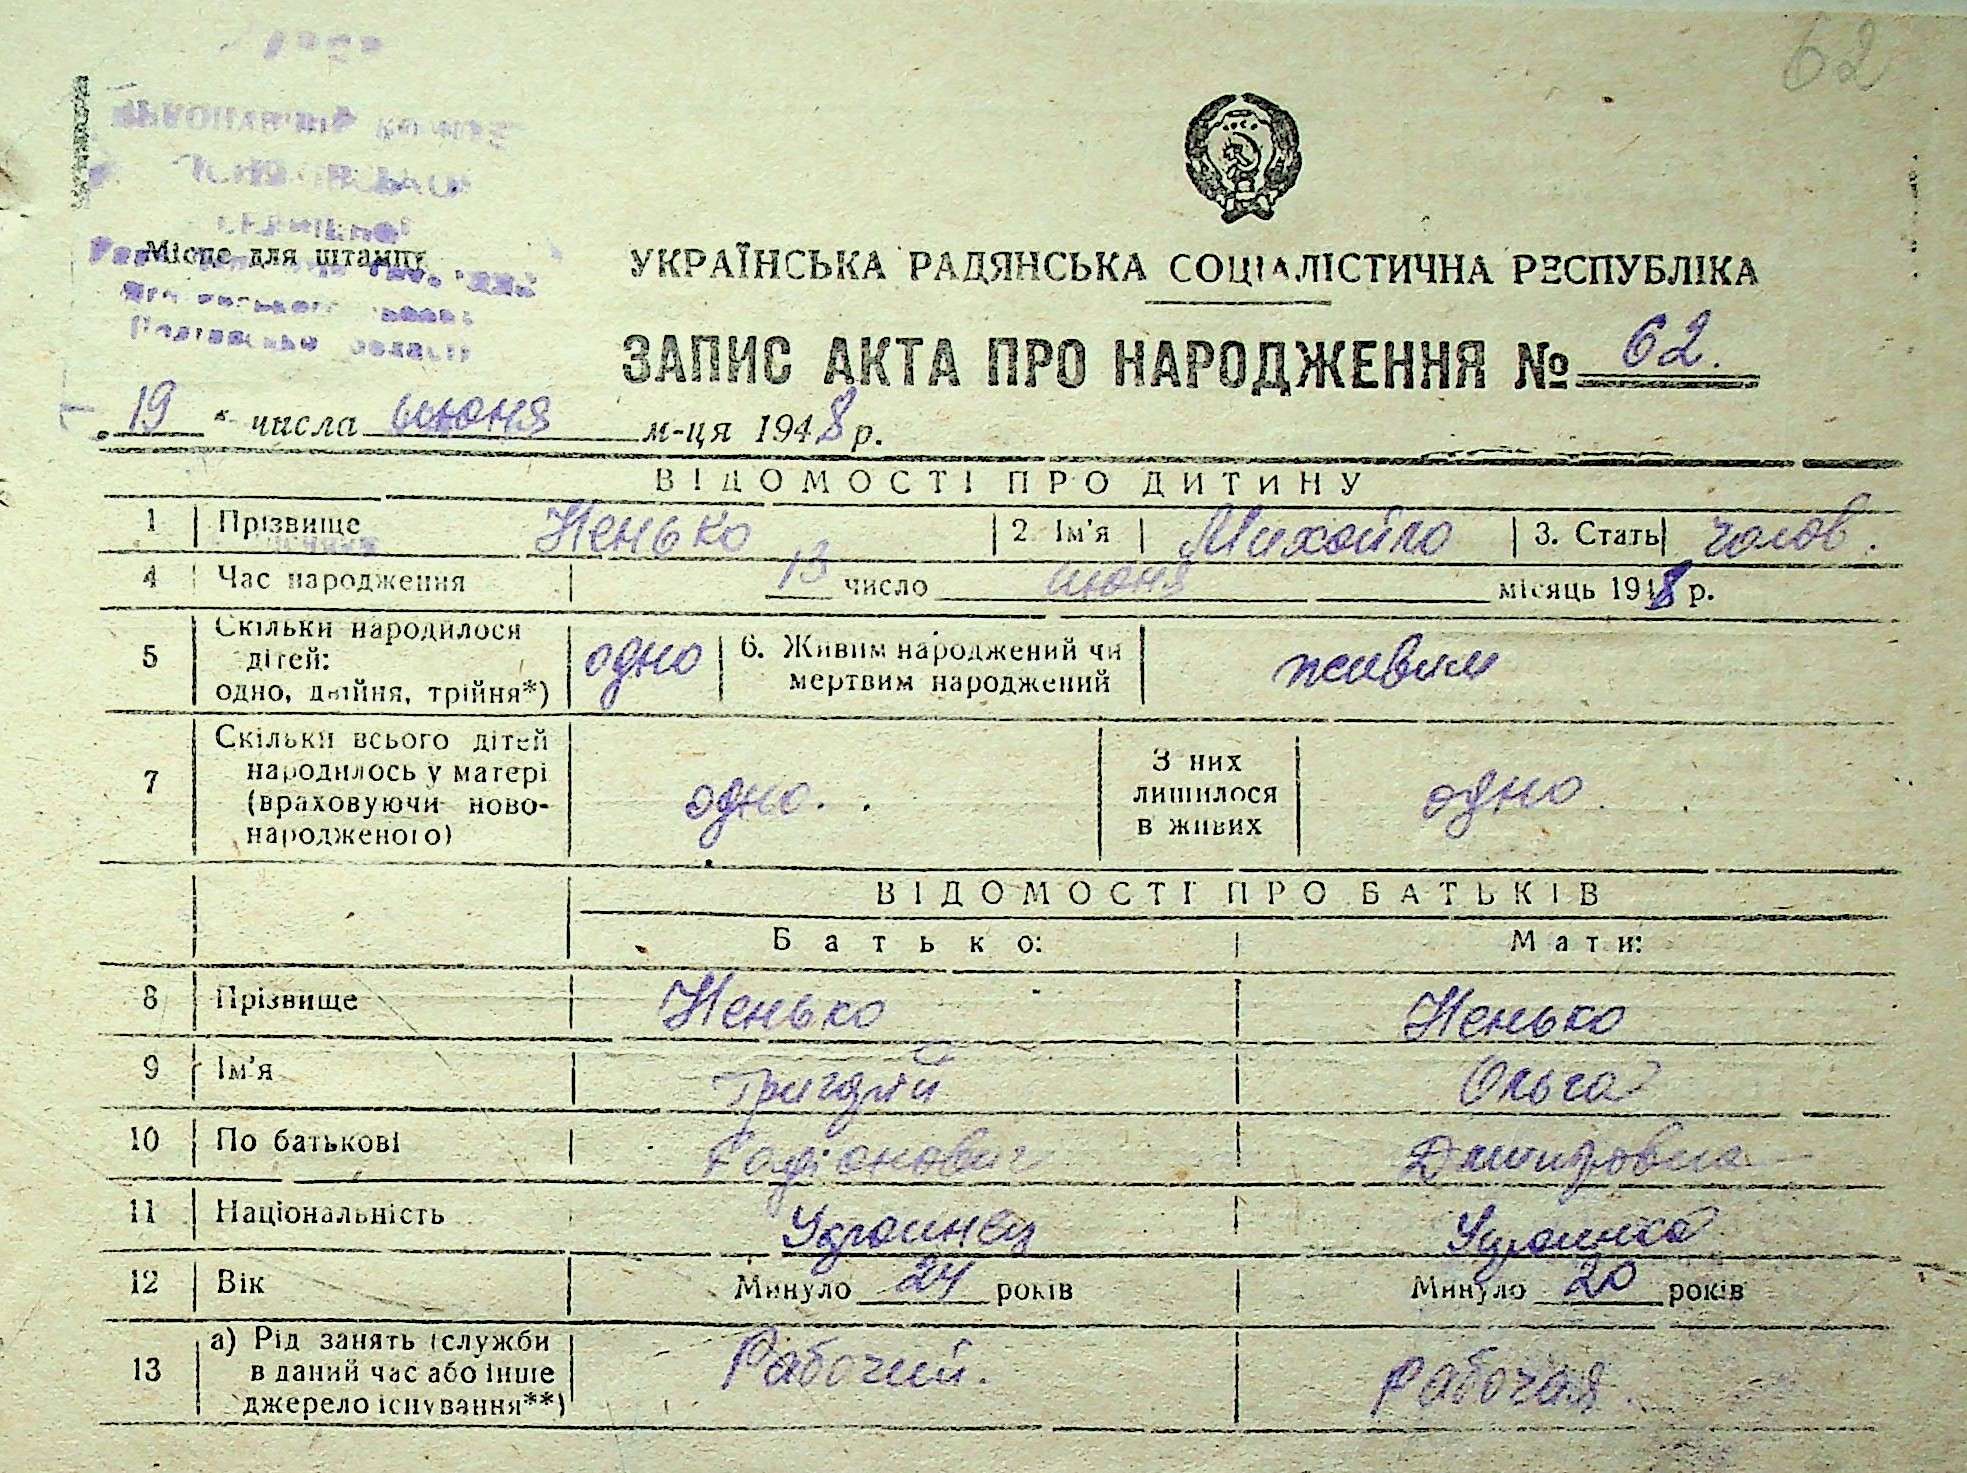 62
Місце для штампу
УКРАЇНСЬКА РАДЯНСЬКА СОЦІАЛІСТИЧНА РЕСПУБЛІКА
ЗАПИС АКТА ПРО НАРОДЖЕННЯ № 62.
„19“ числа июня м-ця 1948 р.
ВІДОМОСТІ ПРО ДИТИНУ
1 Прізвище Ненько 2 Ім'я Михайло 3. Стать чолов.
4 Час народження 13 число июня місяць 1948 р.
5 Скільки народилося дітей: одно, двійня, трійня*) одно 6. Живим народжений чи мертвим народжений живим
7 Скільки всього дітей народилось у матері (враховуючи новонародженого) одно. З них лишилося в живих одно
ВІДОМОСТІ ПРО БАТЬКІВ
Батько: Мати:
8 Прізвище Ненько Ненько
9 Ім'я Григорій Ольга
10 По батькові Радіонович Дмитровна
11 Національність Украинец Украинка
12 Вік Минуло 24 років Минуло 20 років
13 а) Рід занять (служби в даний час або інше джерело існування**) Рабочий. Рабочая.